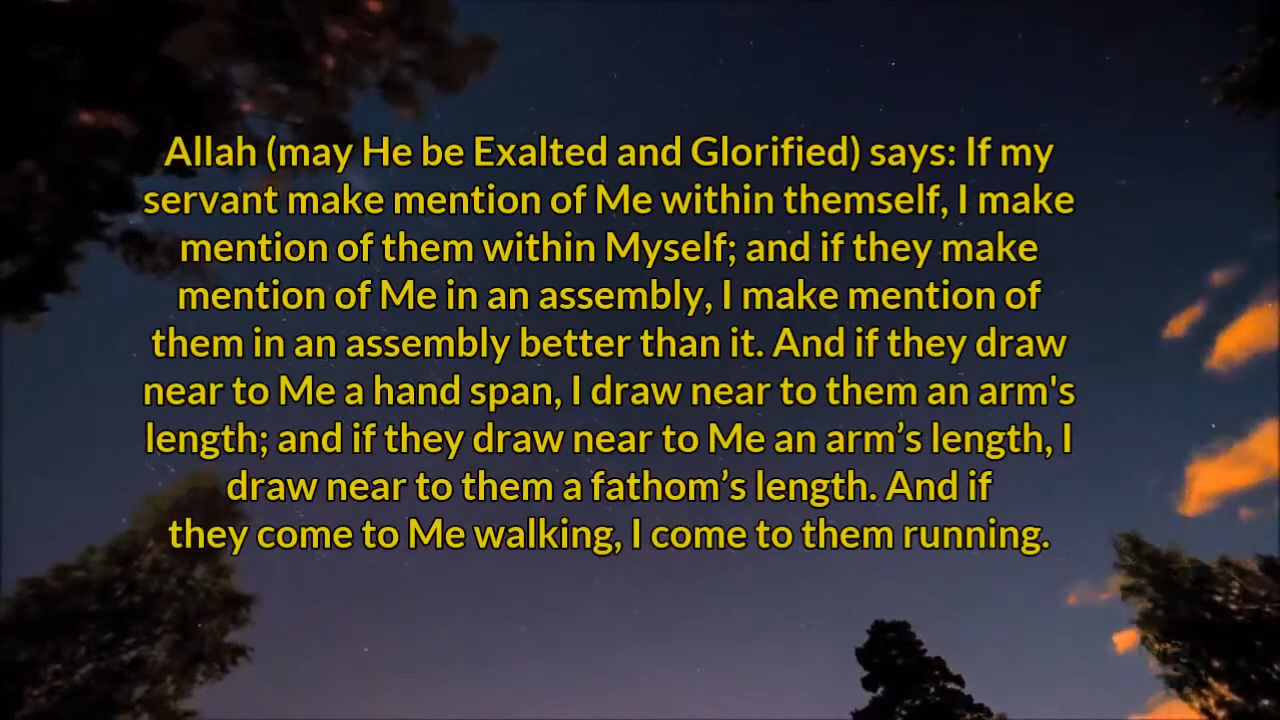 Allah (may He be Exalted and Glorified) says: If my
servant make mention of Me within themself, I make
mention of them within Myself; and if they make
mention of Me in an assembly, I make mention of
them in an assembly better than it. And if they draw
near to Me a hand span, I draw near to them an arm's
length; and if they draw near to Me an arm’s length, I
draw near to them a fathom’s length. And if
they come to Me walking, I come to them running.